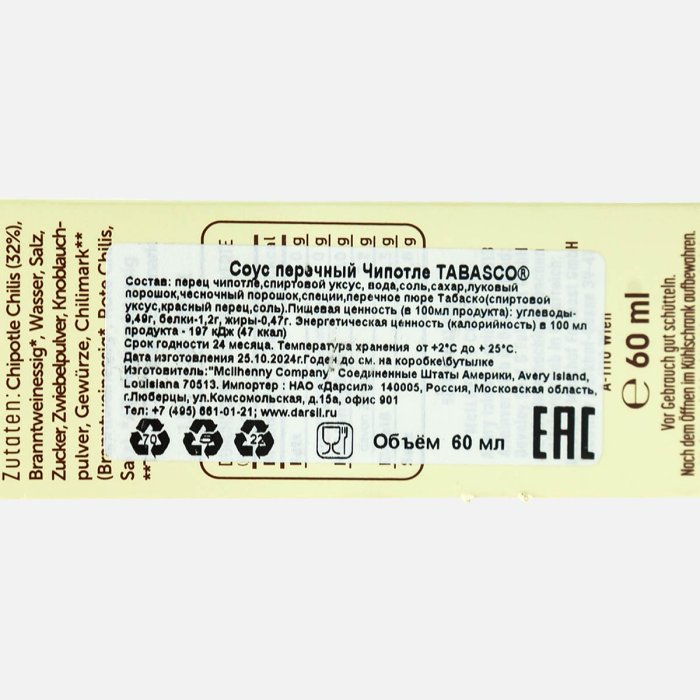 Соус перечный Чипотле TABASCO®
Состав: перец чипотле,спиртовой уксус, вода,соль,сахар,луковый
порошок,чесночный порошок,специи,перечное пюре Табаско(спиртовой
уксус,красный перец,соль).Пищевая ценность (в 100мл продукта): углеводы-
9,49г, белки-1,2г, жиры-0,47г. Энергетическая ценность (калорийность) в 100 мл
продукта - 197 кДж (47 ккал)
Срок годности 24 месяца. Температура хранения от +2°С до + 25°С.
Дата изготовления 25.10.2024г.Годен до см. на коробке/бутылке
Изготовитель:"McIlhenny Company" Соединенные Штаты Америки, Avery Island,
Louisiana 70513. Импортер : НАО «Дарсил» 140005, Россия, Московская область,
г.Люберцы, ул.Комсомольская, д.15а, офис 901
Тел: +7 (495) 661-01-21; www.darsil.ru
70 5 22
Объём 60 мл
EAC
Zutaten: Chipotle Chilis (32%),
Branntweinessig*, Wasser, Salz,
Zucker, Zwiebelpulver, Knoblauch-
pulver, Gewürze, Chilimark**
(Branntweinessig*, Rote Chilis,
A-1110 Wien
e 60 ml
Vor Gebrauch gut schütteln.
Nach dem Öffnen im Kühlschrank aufbewahren.